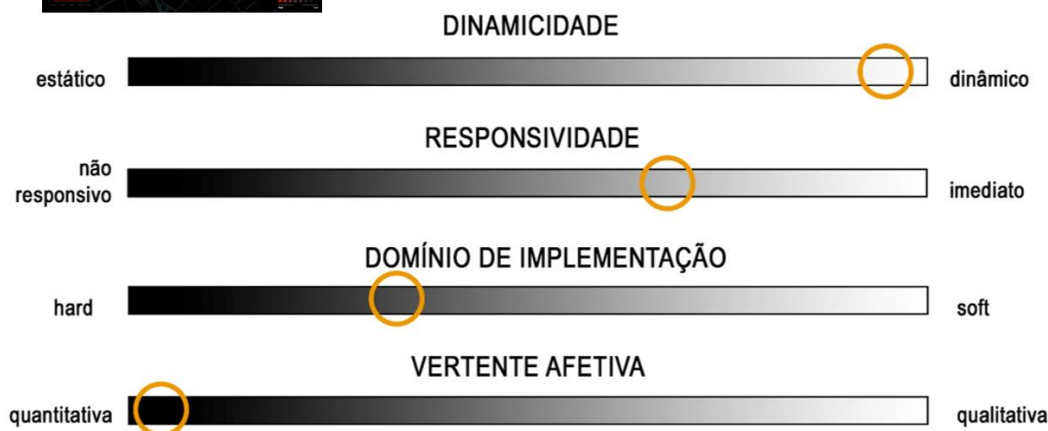 DINAMICIDADE
estático
dinâmico
RESPONSIVIDADE
não
responsivo
imediato
DOMÍNIO DE IMPLEMENTAÇÃO
hard
soft
VERTENTE AFETIVA
quantitativa
qualitativa